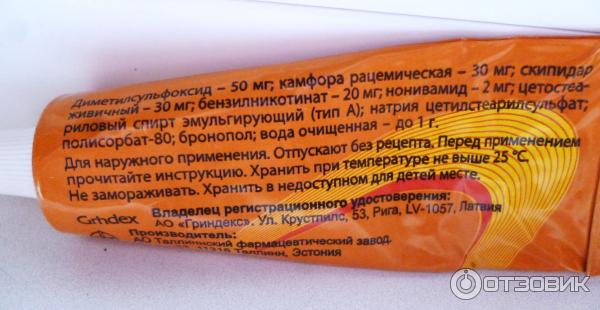 Диметилсульфоксид – 50 мг; камфора рацемическая – 30 мг; скипидар
живичный – 30 мг; бензилникотинат – 20 мг; нонивамид – 2 мг; цетостеа-
риловый спирт эмульгирующий (тип А); натрия цетилстеарилсульфат;
полисорбат-80; бронопол; вода очищенная – до 1 г.
Для наружного применения. Отпускают без рецепта. Перед применением
прочитайте инструкцию. Хранить при температуре не выше 25 °С.
Не замораживать. Хранить в недоступном для детей месте.
Владелец регистрационного удостоверения:
Grindex АО «Гриндекс». Ул. Крустпилс, 53, Рига, LV-1057, Латвия
Производитель:
АО Таллиннский фармацевтический завод.
Таллинн, Эстония
ОТЗОВИК